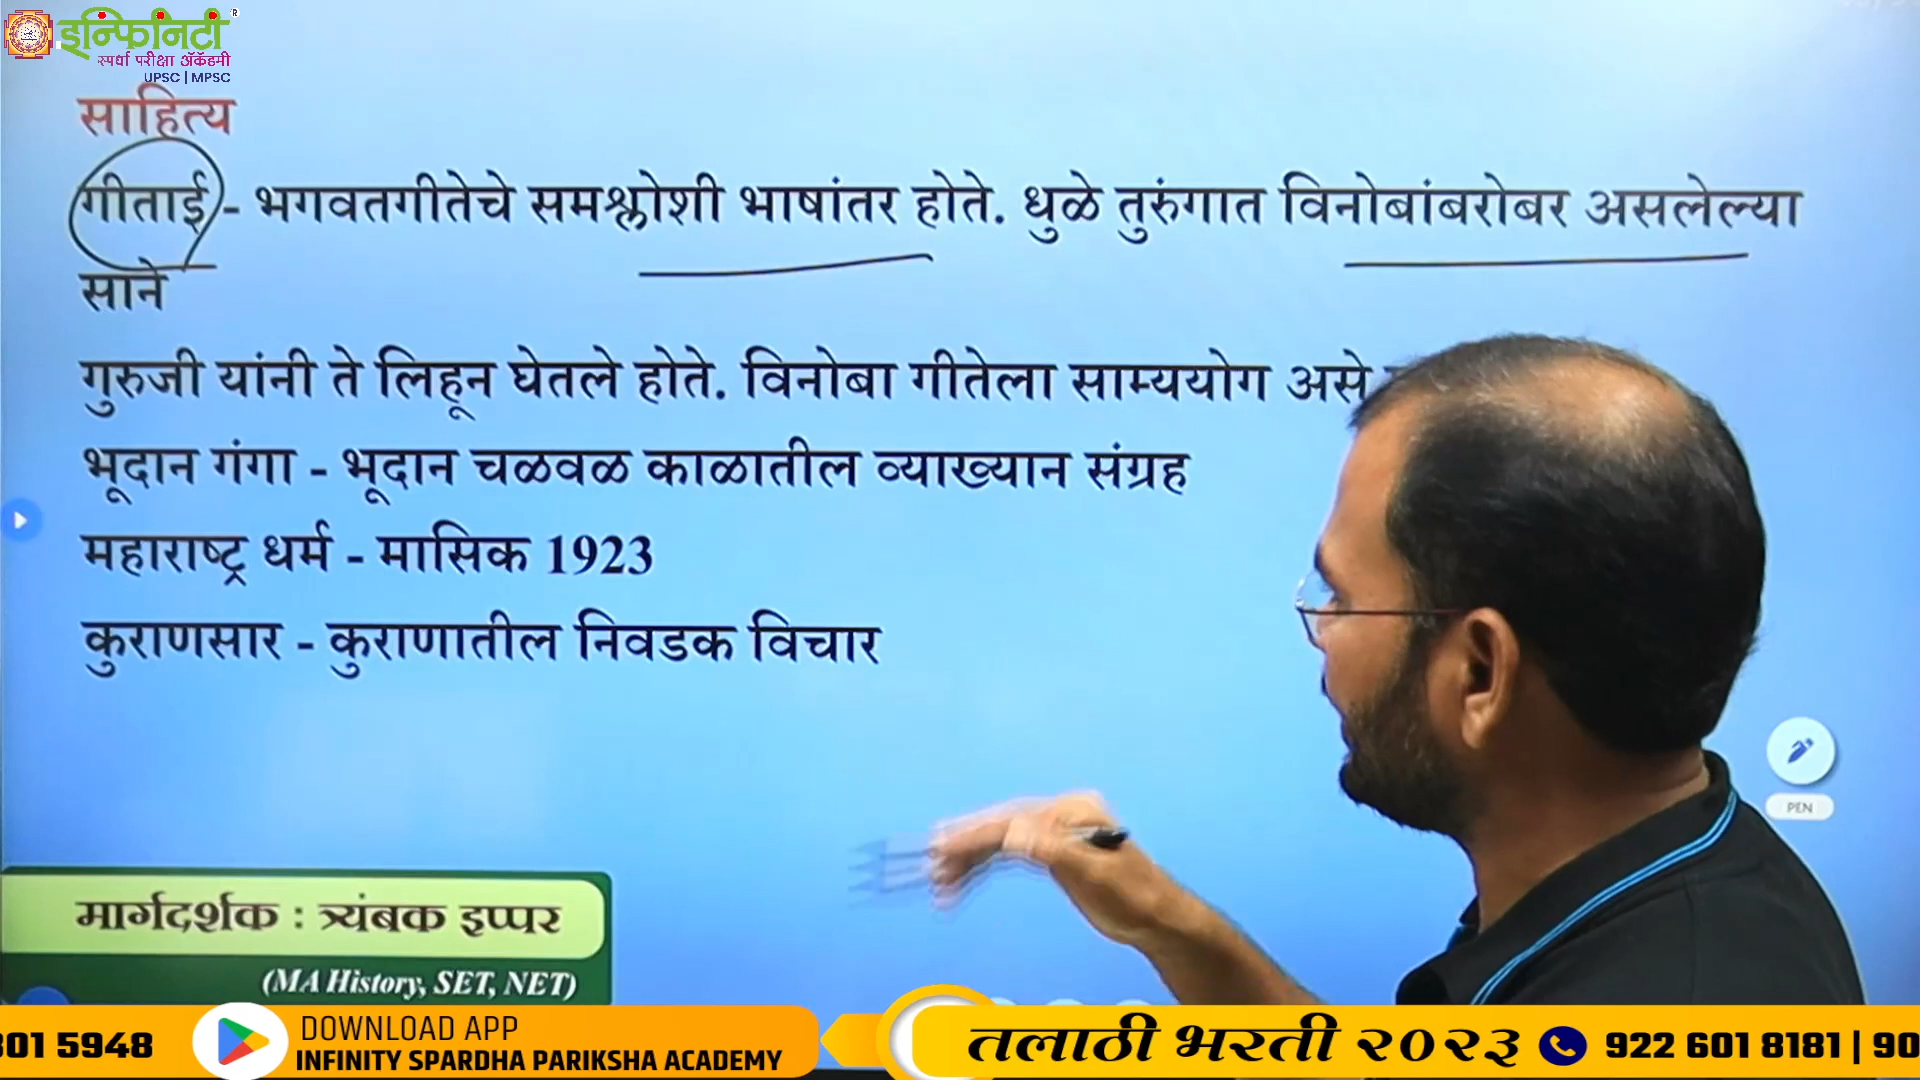 इन्फिनिटी
स्पर्धा परीक्षा अ‍ॅकॅडमी
UPSC | MPSC
साहित्य
गीताई - भगवतगीतेचे समश्लोशी भाषांतर होते. धुळे तुरुंगात विनोबांबरोबर असलेल्या
साने
गुरुजी यांनी ते लिहून घेतले होते. विनोबा गीतेला साम्ययोग असे
भूदान गंगा - भूदान चळवळ काळातील व्याख्यान संग्रह
महाराष्ट्र धर्म - मासिक 1923
कुराणसार - कुराणातील निवडक विचार
PEN
मार्गदर्शक : त्र्यंबक इप्पर
(MA History, SET, NET)
301 5948
DOWNLOAD APP
INFINITY SPARDHA PARIKSHA ACADEMY
तलाठी भरती २०२३
922 601 8181 | 90